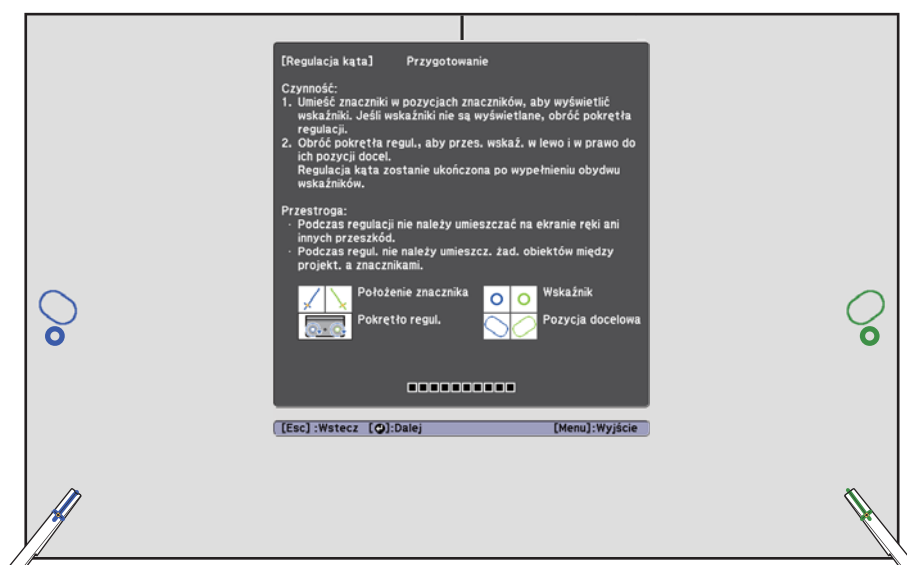 [Regulacja kąta] Przygotowanie
Czynność:
1. Umieść znaczniki w pozycjach znaczników, aby wyświetlić
wskaźniki. Jeśli wskaźniki nie są wyświetlane, obróć pokrętła
regulacji.
2. Obróć pokrętła regul., aby przes. wskaź. w lewo i w prawo do
ich pozycji docel.
Regulacja kąta zostanie ukończona po wypełnieniu obydwu
wskaźników.
Przestroga:
· Podczas regulacji nie należy umieszczać na ekranie ręki ani
innych przeszkód.
· Podczas regul. nie należy umieszcz. żad. obiektów między
projekt. a znacznikami.
Położenie znacznika Wskaźnik
Pokrętło regul. Pozycja docelowa
[Esc] :Wstecz [⏎]:Dalej [Menu]:Wyjście